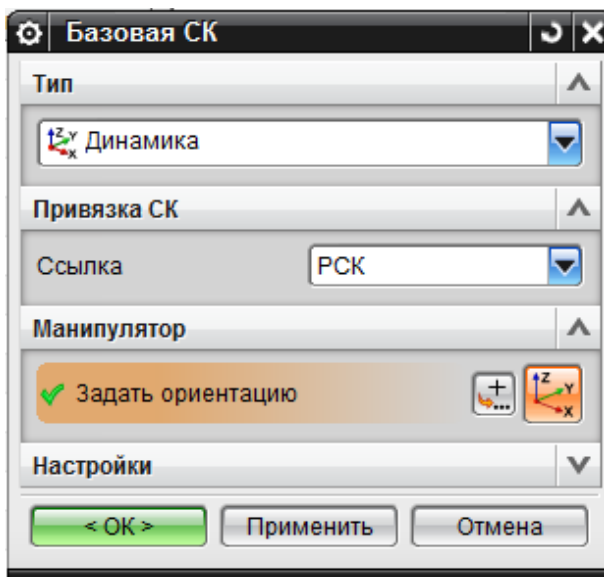 Базовая СК
Тип
Z Y X Динамика
Привязка СК
Ссылка РСК
Манипулятор
Задать ориентацию Z Y X
Настройки
< ОК > Применить Отмена